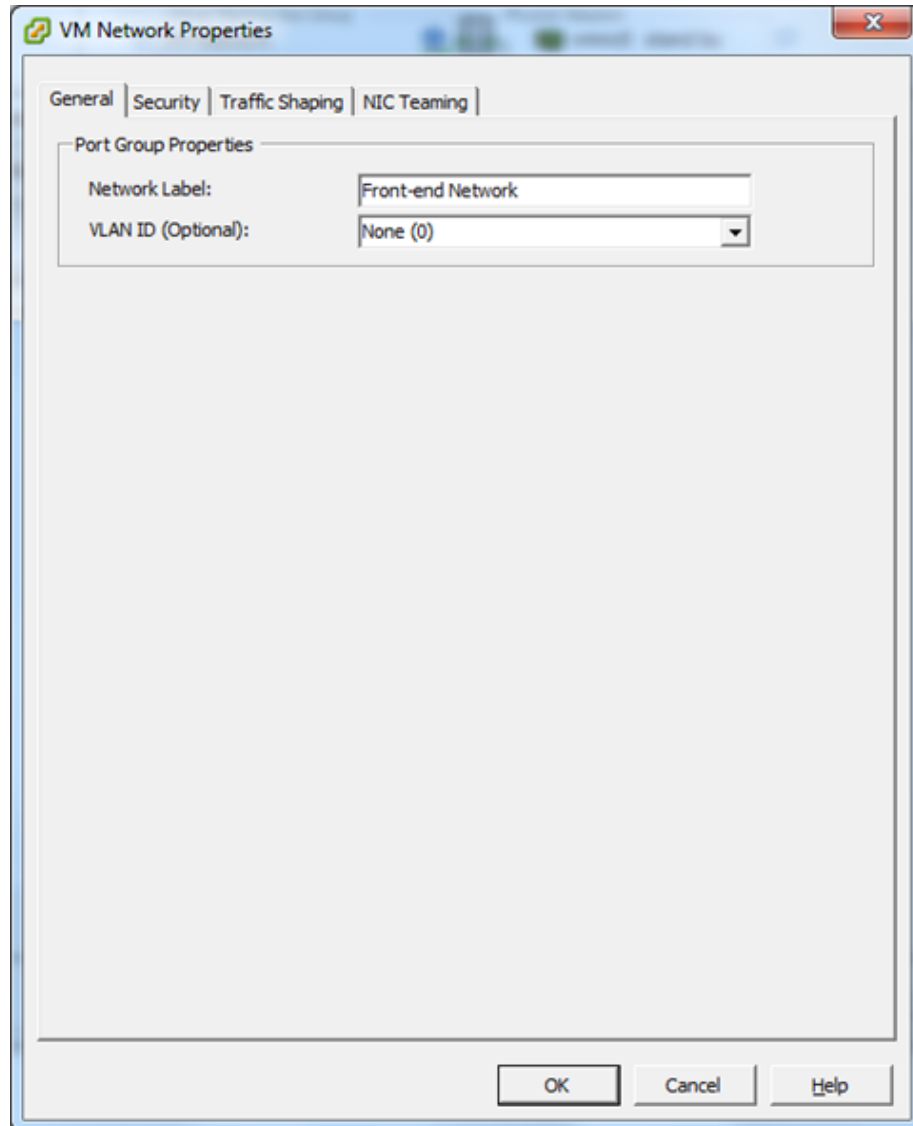 VM Network Properties
General Security Traffic Shaping NIC Teaming
Port Group Properties
Network Label: Front-end Network
VLAN ID (Optional): None (0)
OK Cancel Help